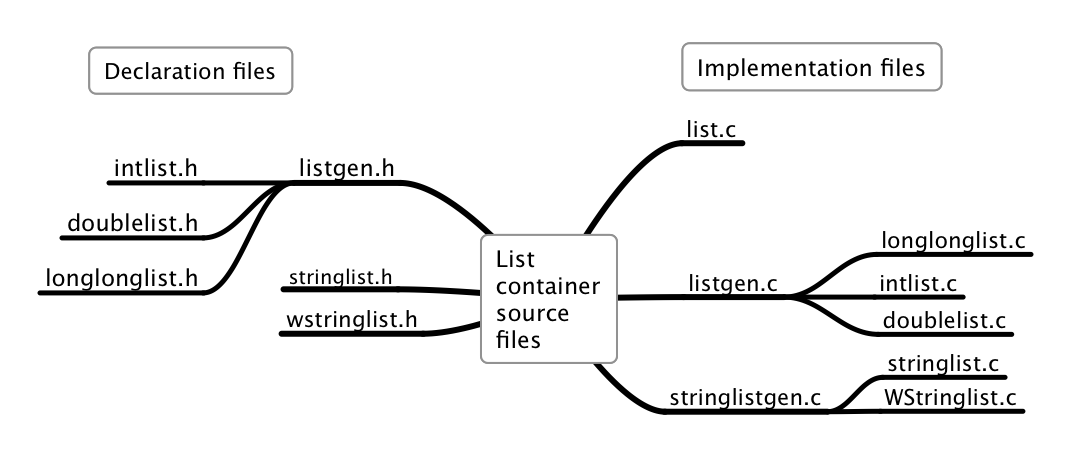 Declaration files
Implementation files
list.c
intlist.h
listgen.h
doublelist.h
longlonglist.h
stringlist.h
wstringlist.h
List
container
source
files
longlonglist.c
listgen.c
intlist.c
doublelist.c
stringlist.c
stringlistgen.c
WStringlist.c